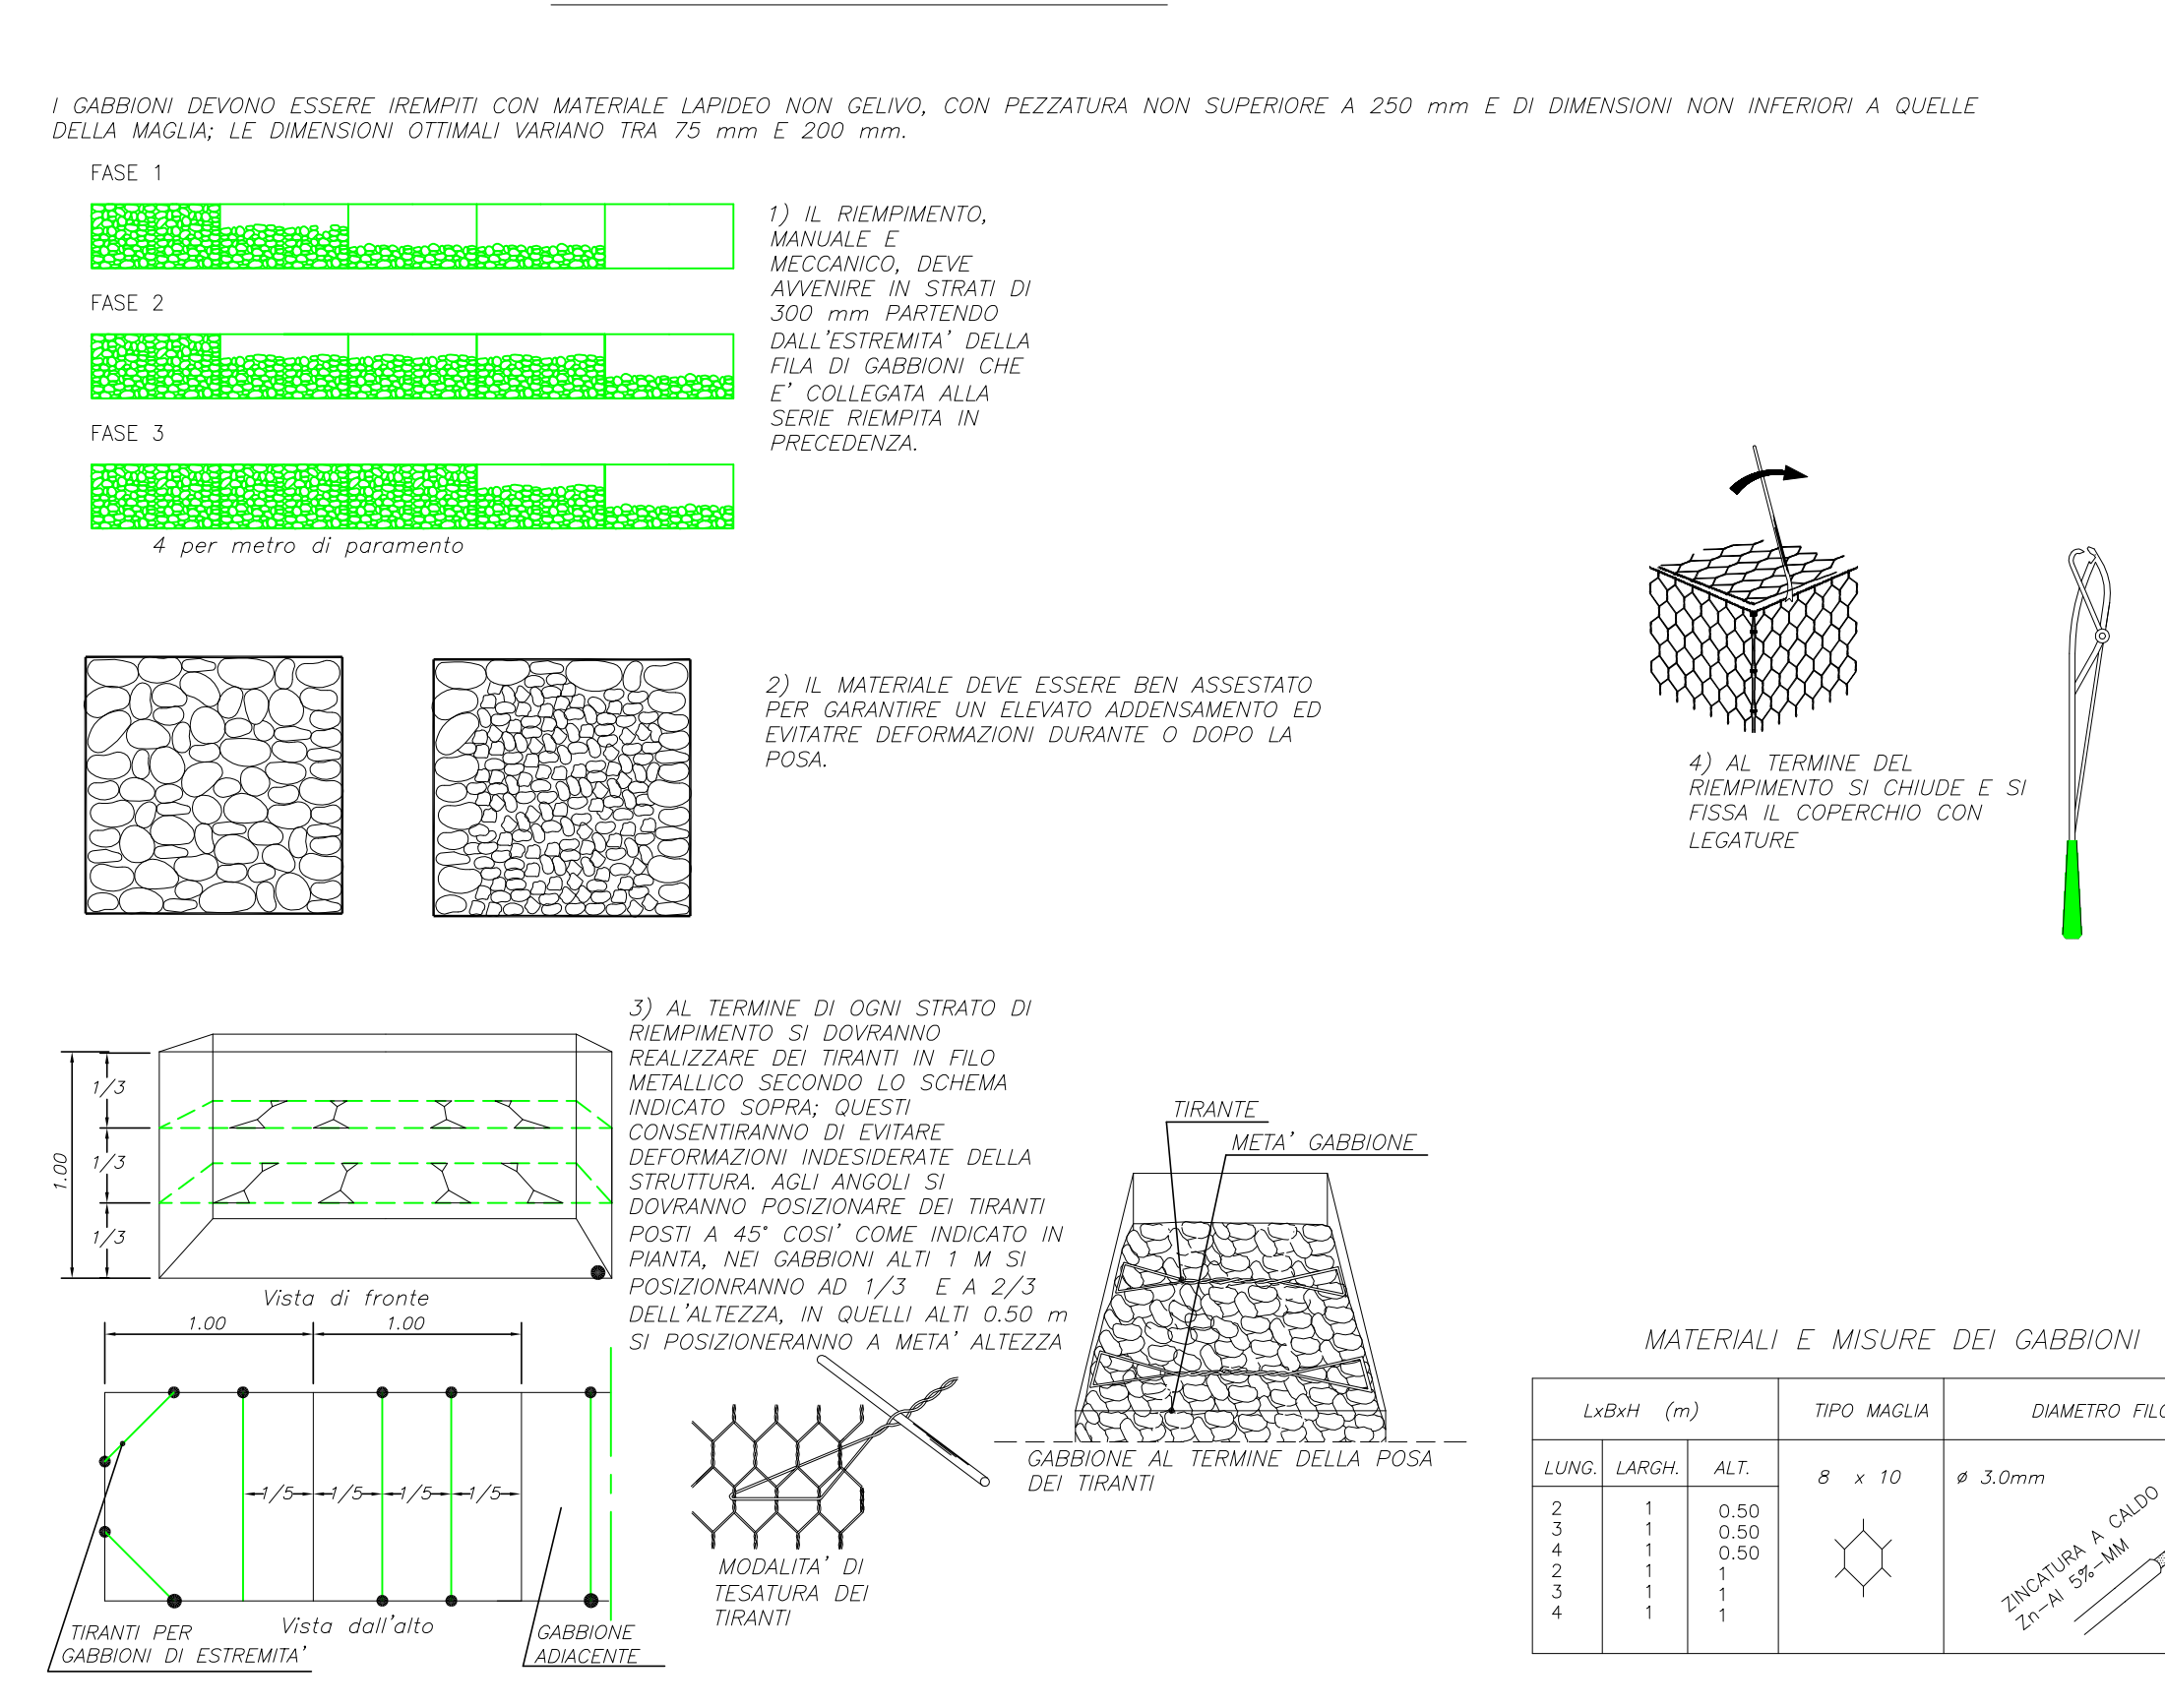 I GABBIONI DEVONO ESSERE IREMPITI CON MATERIALE LAPIDEO NON GELIVO, CON PEZZATURA NON SUPERIORE A 250 mm E DI DIMENSIONI NON INFERIORI A QUELLE
DELLA MAGLIA; LE DIMENSIONI OTTIMALI VARIANO TRA 75 mm E 200 mm.
FASE 1
FASE 2
FASE 3
4 per metro di paramento
1) IL RIEMPIMENTO,
MANUALE E
MECCANICO, DEVE
AVVENIRE IN STRATI DI
300 mm PARTENDO
DALL'ESTREMITA' DELLA
FILA DI GABBIONI CHE
E' COLLEGATA ALLA
SERIE RIEMPITA IN
PRECEDENZA.
2) IL MATERIALE DEVE ESSERE BEN ASSESTATO
PER GARANTIRE UN ELEVATO ADDENSAMENTO ED
EVITATRE DEFORMAZIONI DURANTE O DOPO LA
POSA.
4) AL TERMINE DEL
RIEMPIMENTO SI CHIUDE E SI
FISSA IL COPERCHIO CON
LEGATURE
3) AL TERMINE DI OGNI STRATO DI
RIEMPIMENTO SI DOVRANNO
REALIZZARE DEI TIRANTI IN FILO
METALLICO SECONDO LO SCHEMA
INDICATO SOPRA; QUESTI
CONSENTIRANNO DI EVITARE
DEFORMAZIONI INDESIDERATE DELLA
STRUTTURA. AGLI ANGOLI SI
DOVRANNO POSIZIONARE DEI TIRANTI
POSTI A 45° COSI' COME INDICATO IN
PIANTA, NEI GABBIONI ALTI 1 M SI
POSIZIONRANNO AD 1/3 E A 2/3
DELL'ALTEZZA, IN QUELLI ALTI 0.50 m
SI POSIZIONERANNO A META' ALTEZZA
1.00
1/3
1/3
1/3
Vista di fronte
1.00
1.00
1/5
1/5
1/5
1/5
Vista dall'alto
TIRANTI PER
GABBIONI DI ESTREMITA'
GABBIONE
ADIACENTE
MODALITA' DI
TESATURA DEI
TIRANTI
TIRANTE
META' GABBIONE
GABBIONE AL TERMINE DELLA POSA
DEI TIRANTI
MATERIALI E MISURE DEI GABBIONI
LxBxH (m)
TIPO MAGLIA
DIAMETRO FILO
LUNG.
LARGH.
ALT.
8 x 10
ø 3.0mm
2 1 0.50
3 1 0.50
4 1 0.50
2 1 1
3 1 1
4 1 1
ZINCATURA A CALDO
Zn-Al 5%-MM